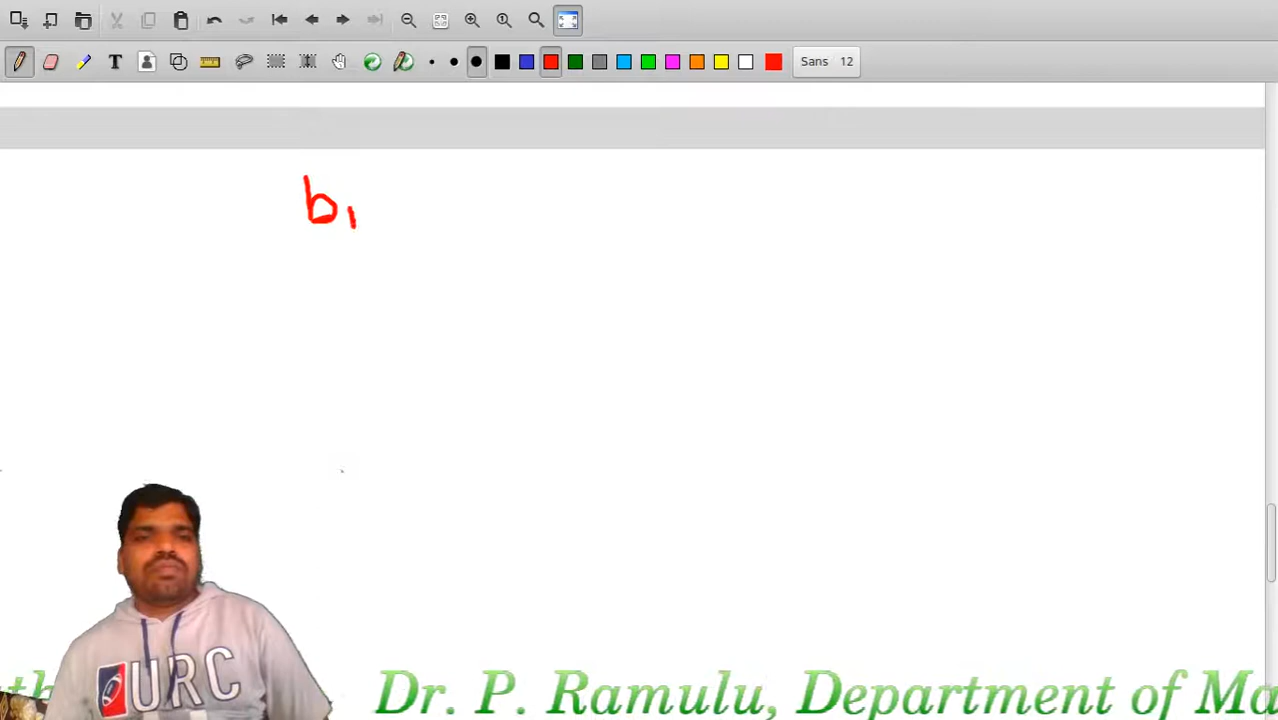 Sans 12
b1
URC
Dr. P. Ramulu, Department of Ma